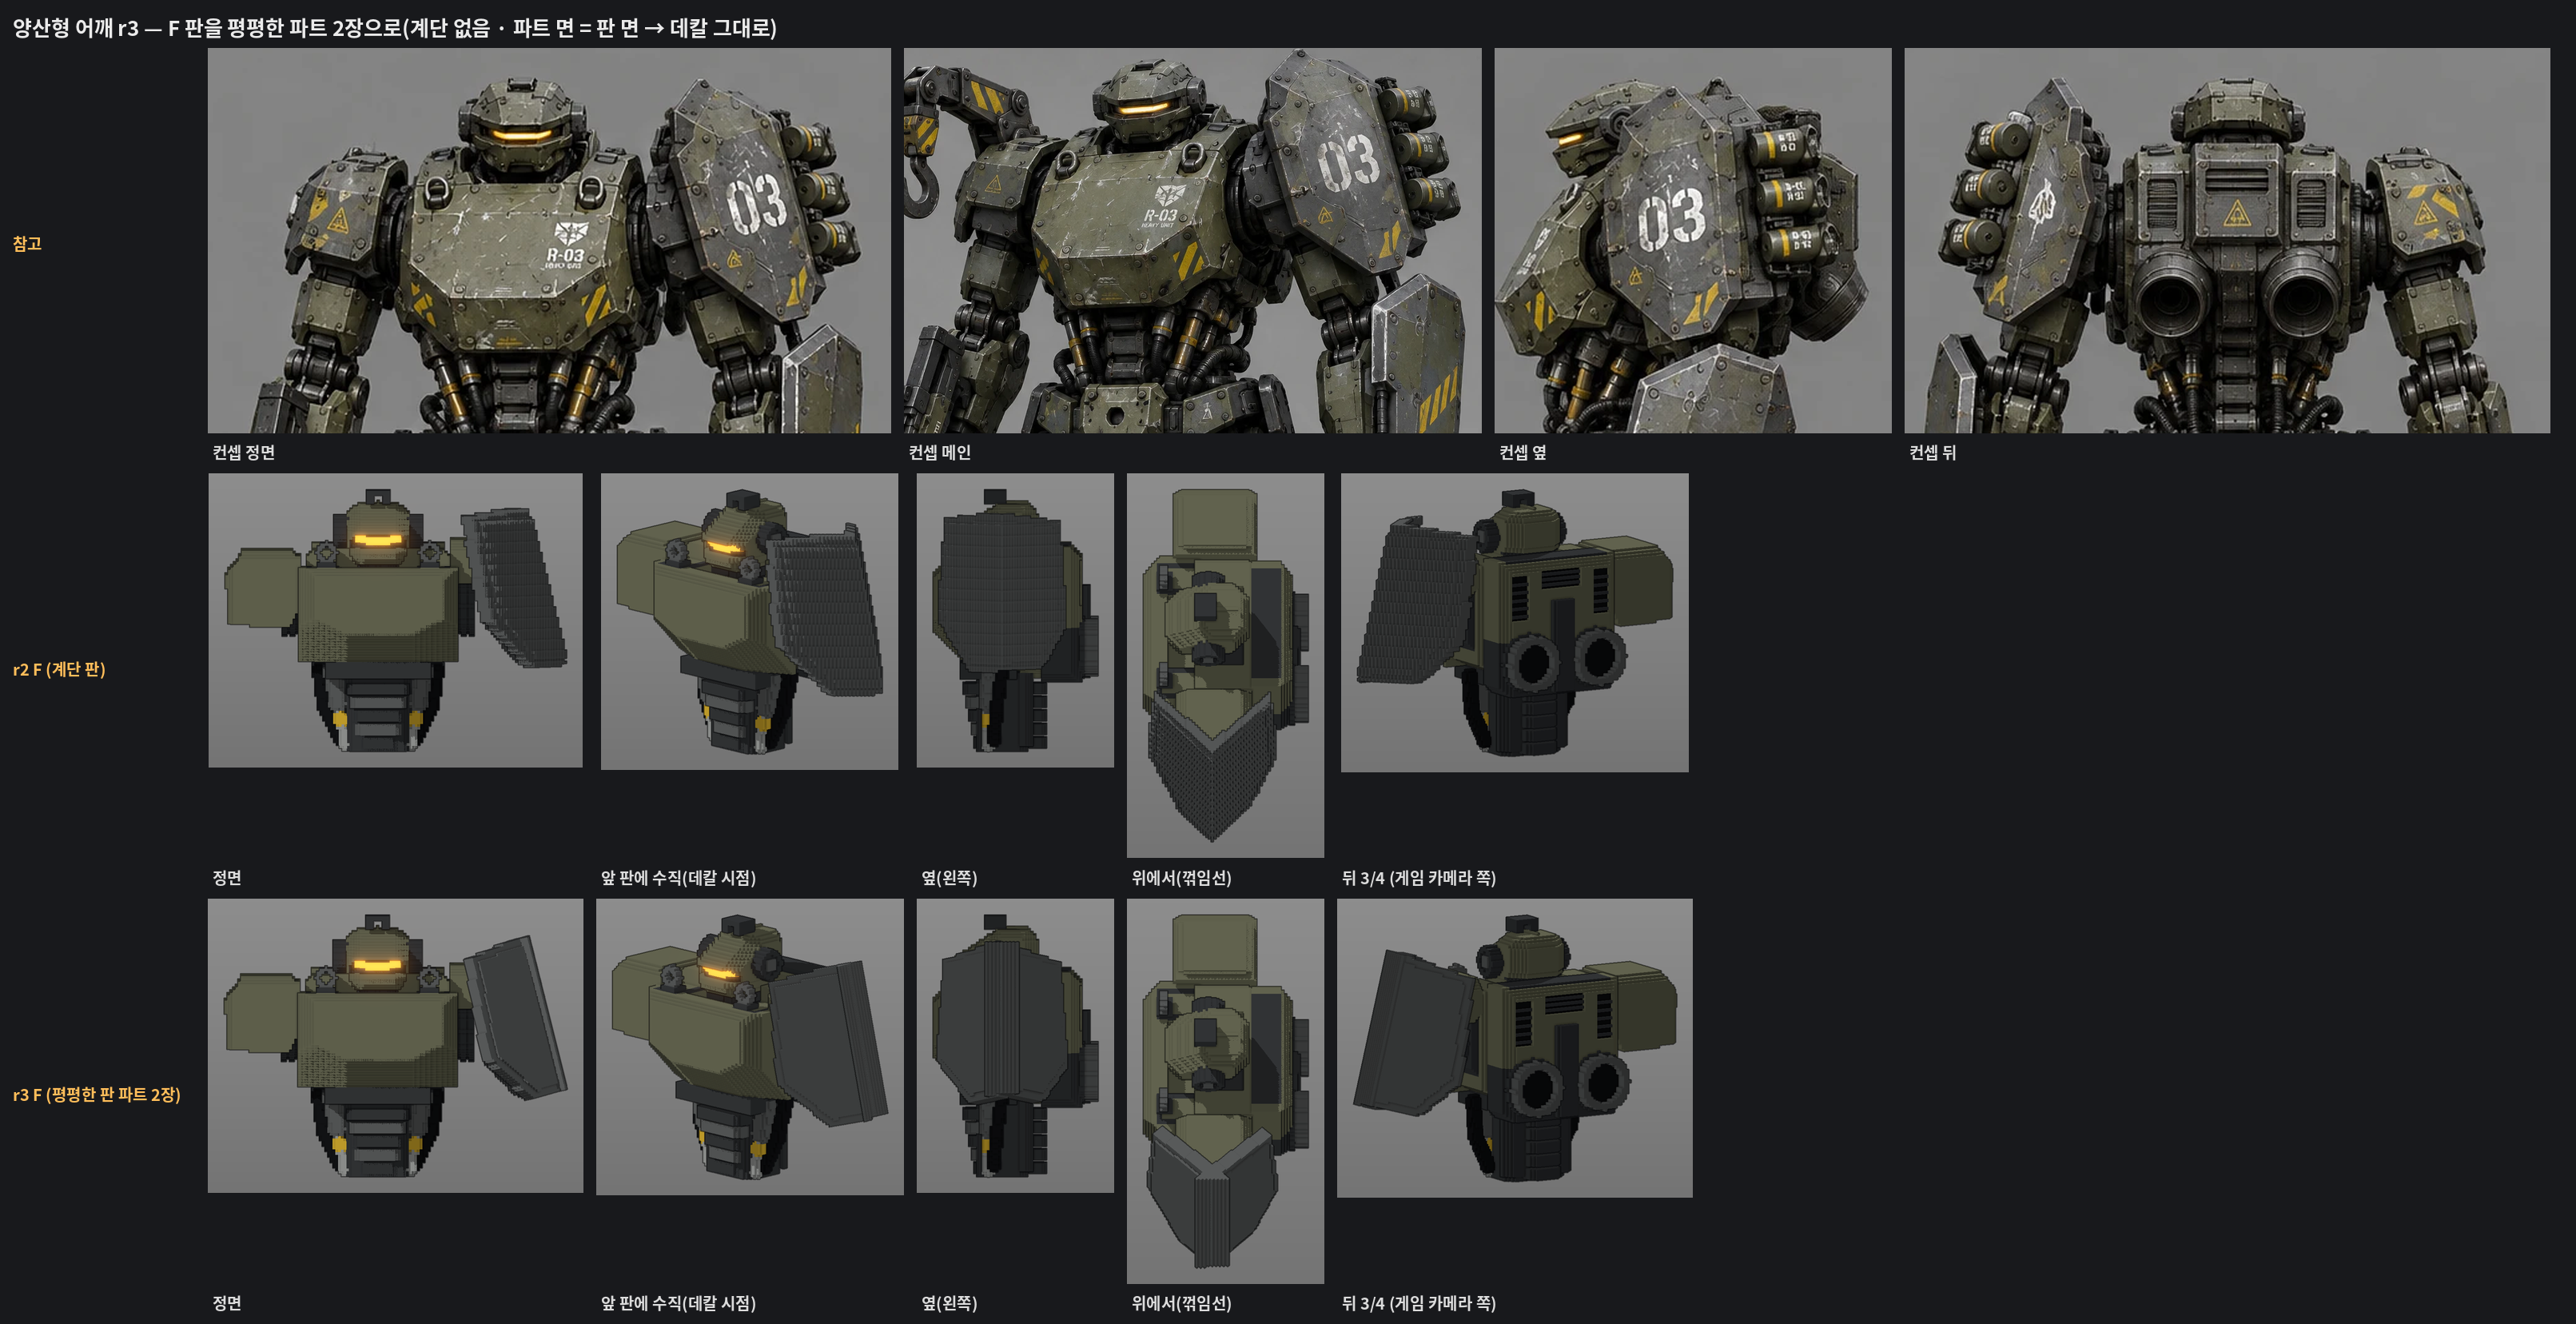 양산형 어깨 r3 — F 판을 평평한 파트 2장으로(계단 없음 · 파트 면 = 판 면 → 데칼 그대로)
참고
03
R-03
03
R-03
HEAVY UNIT
03
컨셉 정면
컨셉 메인
컨셉 옆
컨셉 뒤
r2 F (계단 판)
정면
앞 판에 수직(데칼 시점)
옆(왼쪽)
위에서(꺾임선)
뒤 3/4 (게임 카메라 쪽)
r3 F (평평한 판 파트 2장)
정면
앞 판에 수직(데칼 시점)
옆(왼쪽)
위에서(꺾임선)
뒤 3/4 (게임 카메라 쪽)